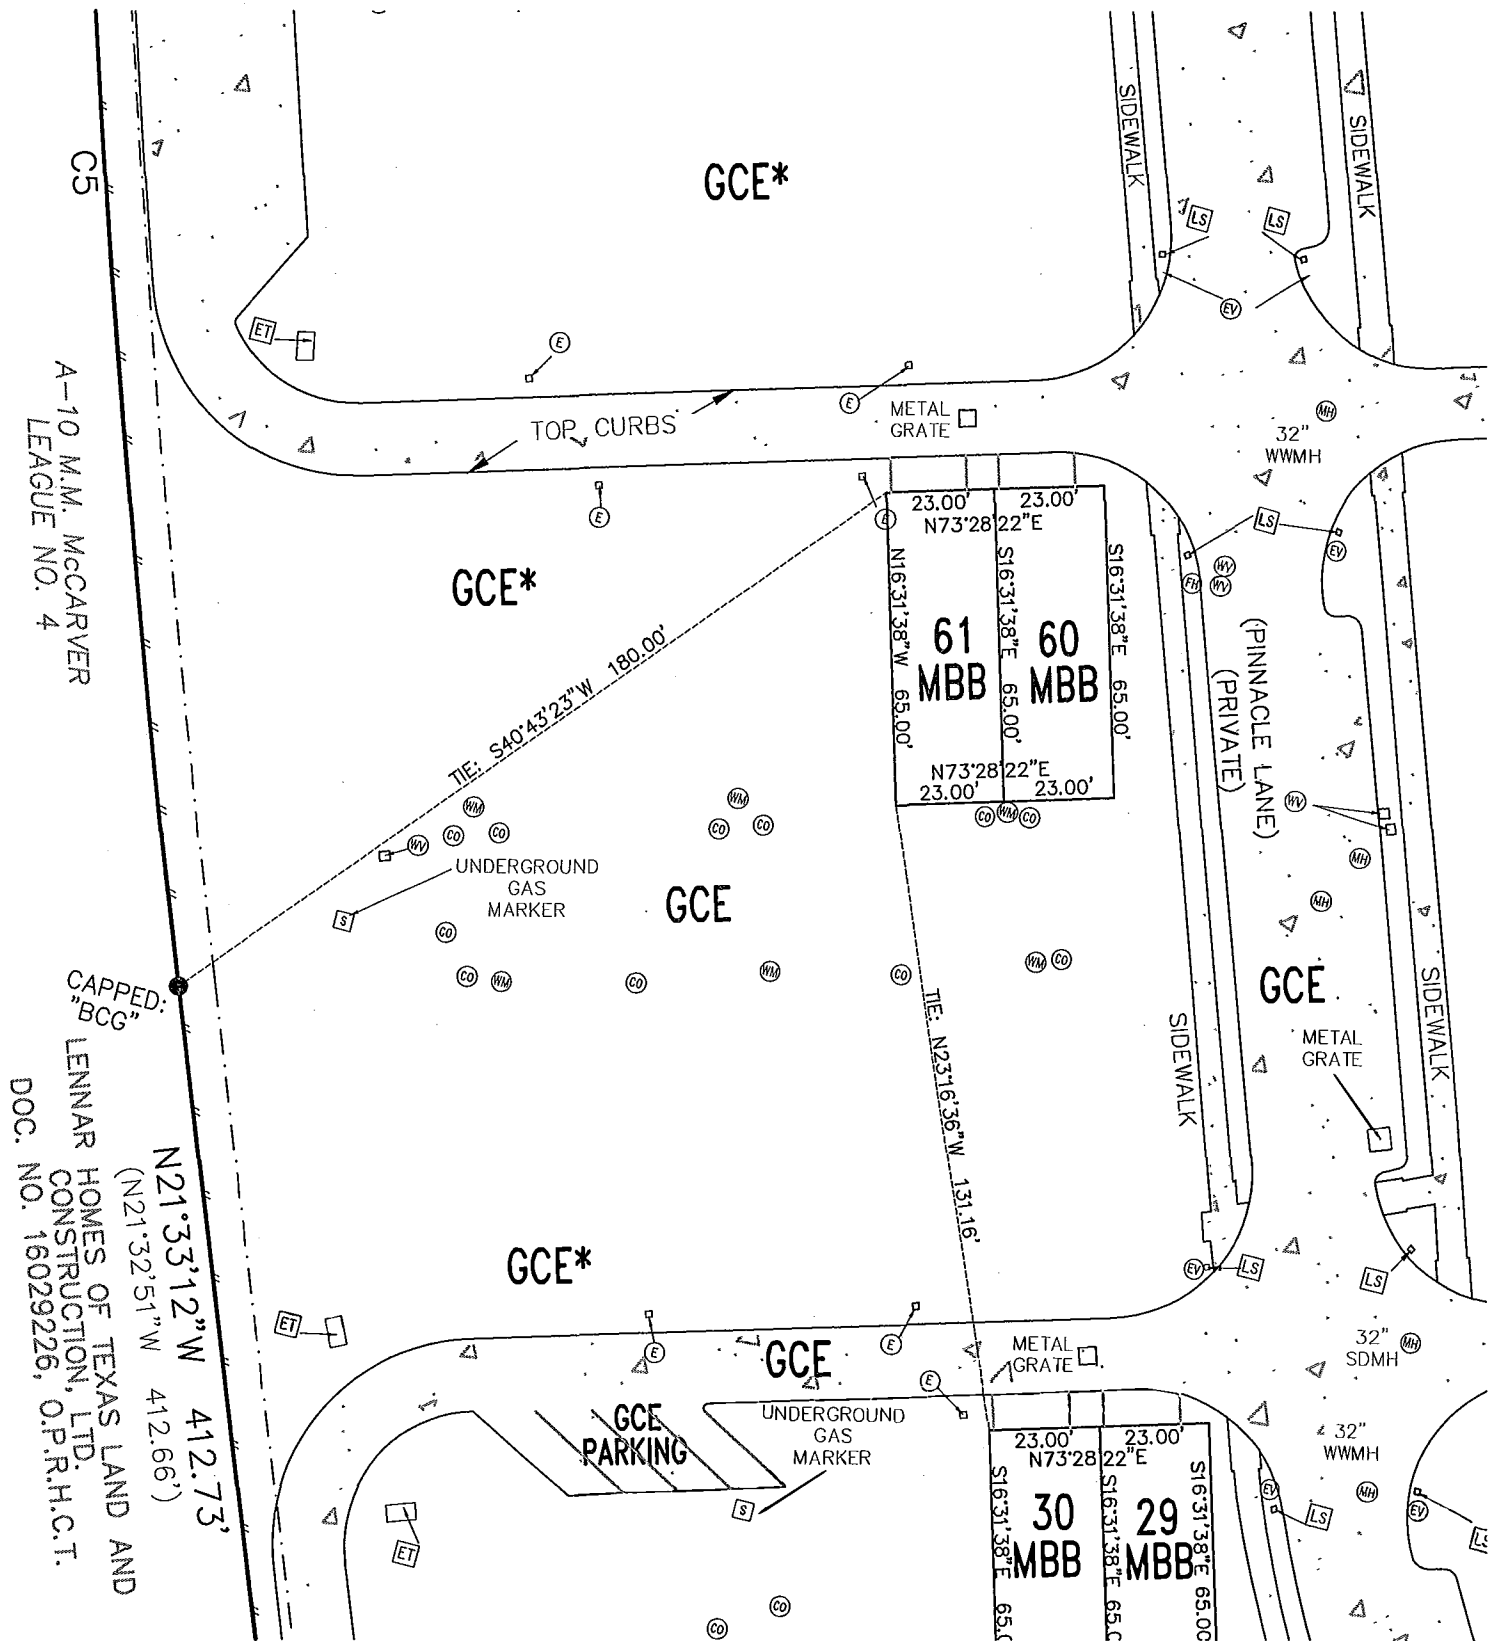 C5
A-10 M.M. McCARVER
LEAGUE NO. 4
GCE*
SIDEWALK
SIDEWALK
LS
LS
EV
ET
E
E
TOP CURBS
METAL
GRATE
MH
32"
WWMH
E
E
GCE*
23.00'
23.00'
N73°28'22"E
N16°31'38"W 65.00'
S16°31'38"E 65.00'
S16°31'38"E 65.00'
61
MBB
60
MBB
N73°28'22"E
23.00'
23.00'
LS
EV
WV
WV
FH
(PINNACLE LANE)
(PRIVATE)
TIE: S40°43'23"W 180.00'
WM
WV
CO
CO
WM
CO
CO
CO
WM
CO
WV
MH
MH
UNDERGROUND
GAS
MARKER
S
GCE
CO
CO
WM
CO
WM
CO
WM
CO
GCE
SIDEWALK
SIDEWALK
METAL
GRATE
CAPPED:
"BCG"
TIE: N23°16'36"W 131.16'
N21°33'12"W 412.73'
(N21°32'51"W 412.66')
LENNAR HOMES OF TEXAS LAND AND
CONSTRUCTION, LTD.
DOC. NO. 16029226, O.P.R.H.C.T.
GCE*
EV
LS
LS
ET
E
E
GCE
METAL
GRATE
32"
SDMH
MH
E
GCE
PARKING
UNDERGROUND
GAS
MARKER
S
ET
23.00'
23.00'
N73°28'22"E
S16°31'38"E 65.0
S16°31'38"E 65.0
S16°31'38"E 65.00
30
MBB
29
MBB
EV
LS
32"
WWMH
MH
EV
LS
CO
CO